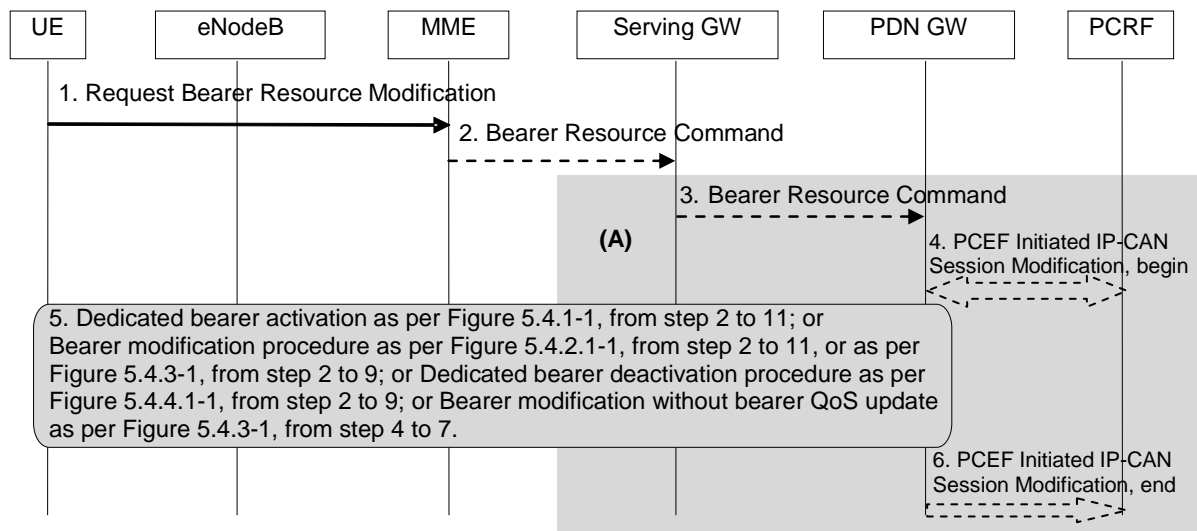 UE
eNodeB
MME
Serving GW
PDN GW
PCRF
1. Request Bearer Resource Modification
2. Bearer Resource Command
3. Bearer Resource Command
(A)
4. PCEF Initiated IP-CAN
Session Modification, begin
5. Dedicated bearer activation as per Figure 5.4.1-1, from step 2 to 11; or
Bearer modification procedure as per Figure 5.4.2.1-1, from step 2 to 11, or as per
Figure 5.4.3-1, from step 2 to 9; or Dedicated bearer deactivation procedure as per
Figure 5.4.4.1-1, from step 2 to 9; or Bearer modification without bearer QoS update
as per Figure 5.4.3-1, from step 4 to 7.
6. PCEF Initiated IP-CAN
Session Modification, end